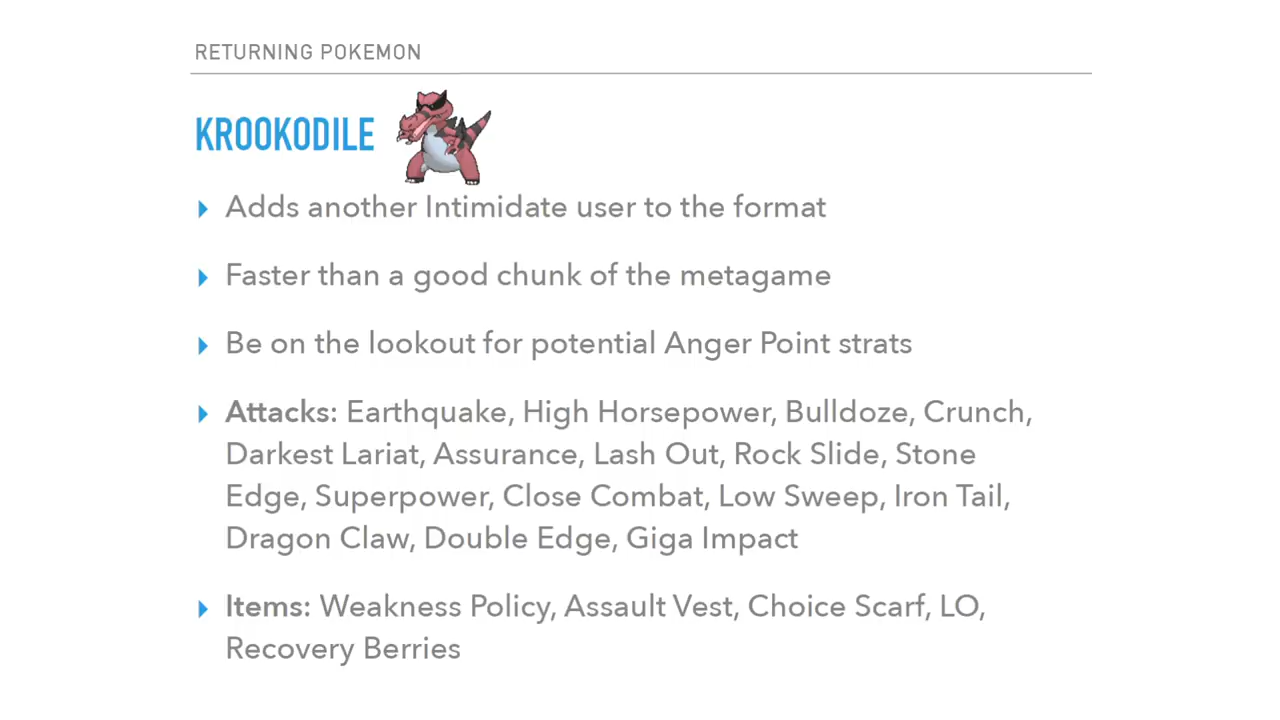 RETURNING POKEMON
KROOKODILE
Adds another Intimidate user to the format
Faster than a good chunk of the metagame
Be on the lookout for potential Anger Point strats
Attacks: Earthquake, High Horsepower, Bulldoze, Crunch,
Darkest Lariat, Assurance, Lash Out, Rock Slide, Stone
Edge, Superpower, Close Combat, Low Sweep, Iron Tail,
Dragon Claw, Double Edge, Giga Impact
Items: Weakness Policy, Assault Vest, Choice Scarf, LO,
Recovery Berries